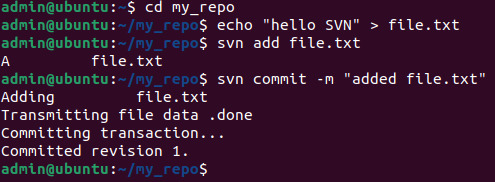 admin@ubuntu:~$ cd my_repo
admin@ubuntu:~/my_repo$ echo "hello SVN" > file.txt
admin@ubuntu:~/my_repo$ svn add file.txt
A         file.txt
admin@ubuntu:~/my_repo$ svn commit -m "added file.txt"
Adding         file.txt
Transmitting file data .done
Committing transaction...
Committed revision 1.
admin@ubuntu:~/my_repo$